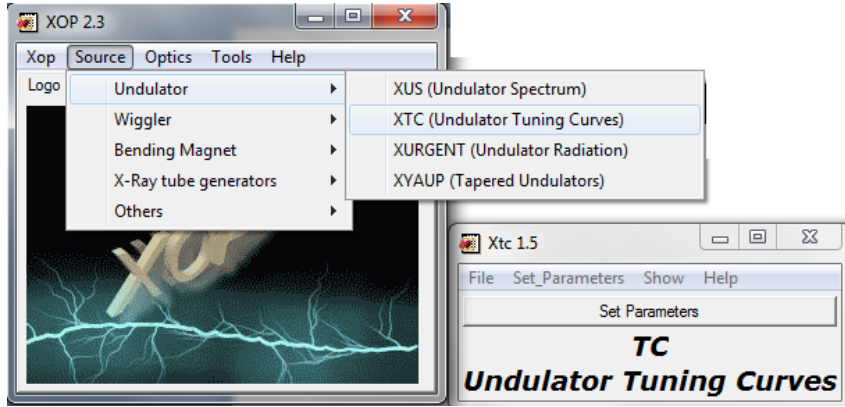 XOP 2.3
Xop Source Optics Tools Help
Logo
Undulator
Wiggler
Bending Magnet
X-Ray tube generators
Others
XUS (Undulator Spectrum)
XTC (Undulator Tuning Curves)
XURGENT (Undulator Radiation)
XYAUP (Tapered Undulators)
XOP
Xtc 1.5
File Set_Parameters Show Help
Set Parameters
TC
Undulator Tuning Curves